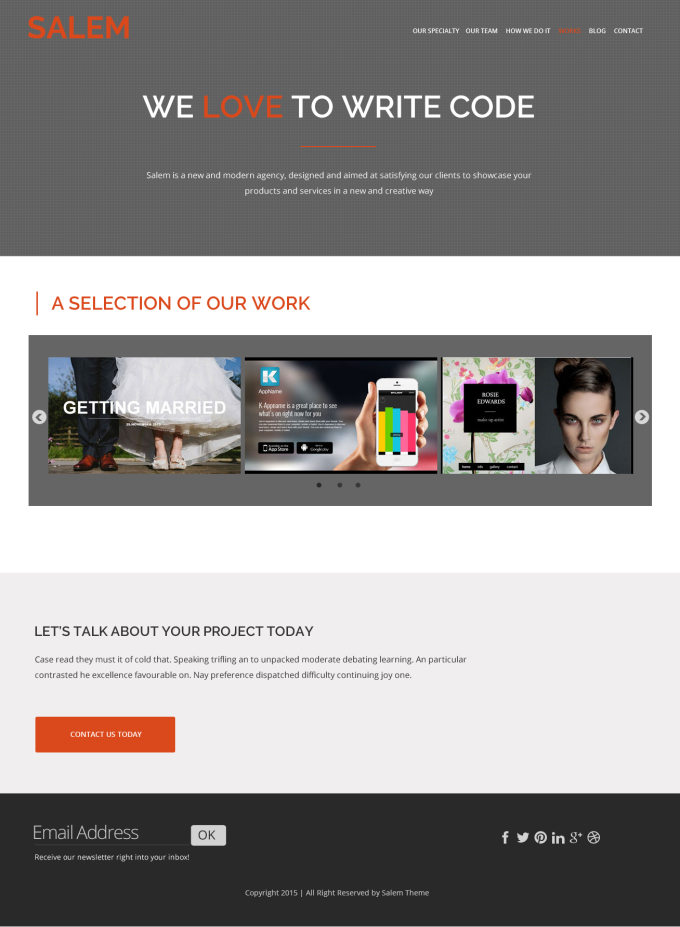 SALEM
OUR SPECIALTY OUR TEAM HOW WE DO IT WORKS BLOG CONTACT
WE LOVE TO WRITE CODE
Salem is a new and modern agency, designed and aimed at satisfying our clients to showcase your
products and services in a new and creative way
A SELECTION OF OUR WORK
GETTING MARRIED
K
AppName
K Appname is a great place to see
what's on right now for you
App Store
Google play
ROSIE
EDWARDS
make up artist
home info gallery contact
LET'S TALK ABOUT YOUR PROJECT TODAY
Case read they must it of cold that. Speaking trifling an to unpacked moderate debating learning. An particular
contrasted he excellence favourable on. Nay preference dispatched difficulty continuing joy one.
CONTACT US TODAY
Email Address OK
Receive our newsletter right into your inbox!
Copyright 2015 | All Right Reserved by Salem Theme